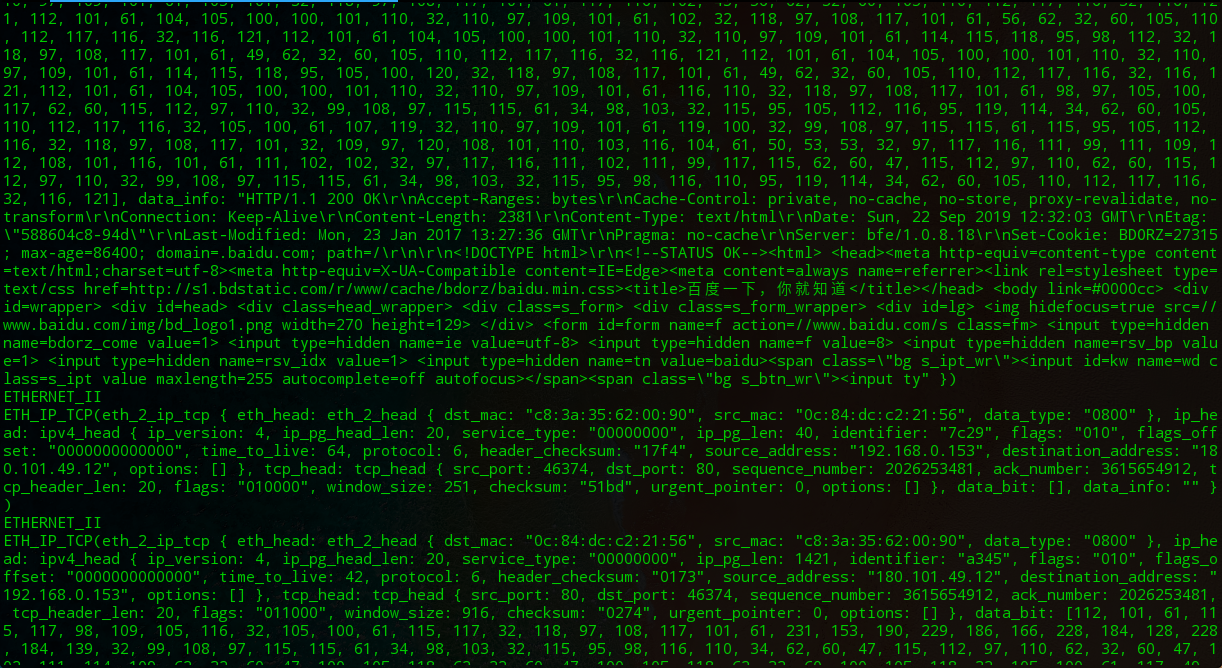 1, 112, 101, 61, 104, 105, 100, 100, 101, 110, 32, 110, 97, 109, 101, 61, 102, 32, 118, 97, 108, 117, 101, 61, 56, 62, 32, 60, 105, 110
, 112, 117, 116, 32, 116, 121, 112, 101, 61, 104, 105, 100, 100, 101, 110, 32, 110, 97, 109, 101, 61, 114, 115, 118, 95, 98, 112, 32, 1
18, 97, 108, 117, 101, 61, 49, 62, 32, 60, 105, 110, 112, 117, 116, 32, 116, 121, 112, 101, 61, 104, 105, 100, 100, 101, 110, 32, 110,
97, 109, 101, 61, 114, 115, 118, 95, 105, 100, 120, 32, 118, 97, 108, 117, 101, 61, 49, 62, 32, 60, 105, 110, 112, 117, 116, 32, 116, 1
21, 112, 101, 61, 104, 105, 100, 100, 101, 110, 32, 110, 97, 109, 101, 61, 116, 110, 32, 118, 97, 108, 117, 101, 61, 98, 97, 105, 100,
117, 62, 60, 115, 112, 97, 110, 32, 99, 108, 97, 115, 115, 61, 34, 98, 103, 32, 115, 95, 105, 112, 116, 95, 119, 114, 34, 62, 60, 105,
110, 112, 117, 116, 32, 105, 100, 61, 107, 119, 32, 110, 97, 109, 101, 61, 119, 100, 32, 99, 108, 97, 115, 115, 61, 115, 95, 105, 112,
116, 32, 118, 97, 108, 117, 101, 32, 109, 97, 120, 108, 101, 110, 103, 116, 104, 61, 50, 53, 53, 32, 97, 117, 116, 111, 99, 111, 109, 1
12, 108, 101, 116, 101, 61, 111, 102, 102, 32, 97, 117, 116, 111, 102, 111, 99, 117, 115, 62, 60, 47, 115, 112, 97, 110, 62, 60, 115, 1
12, 97, 110, 32, 99, 108, 97, 115, 115, 61, 34, 98, 103, 32, 115, 95, 98, 116, 110, 95, 119, 114, 34, 62, 60, 105, 110, 112, 117, 116,
32, 116, 121], data_info: "HTTP/1.1 200 OK\r\nAccept-Ranges: bytes\r\nCache-Control: private, no-cache, no-store, proxy-revalidate, no-
transform\r\nConnection: Keep-Alive\r\nContent-Length: 2381\r\nContent-Type: text/html\r\nDate: Sun, 22 Sep 2019 12:32:03 GMT\r\nEtag:
\"588604c8-94d\"\r\nLast-Modified: Mon, 23 Jan 2017 13:27:36 GMT\r\nPragma: no-cache\r\nServer: bfe/1.0.8.18\r\nSet-Cookie: BDORZ=27315
; max-age=86400; domain=.baidu.com; path=/\r\n\r\n<!DOCTYPE html>\r\n<!--STATUS OK--><html> <head><meta http-equiv=content-type content
=text/html;charset=utf-8><meta http-equiv=X-UA-Compatible content=IE=Edge><meta content=always name=referrer><link rel=stylesheet type=
text/css href=http://s1.bdstatic.com/r/www/cache/bdorz/baidu.min.css><title>百度一下，你就知道</title></head> <body link=#0000cc> <div
id=wrapper> <div id=head> <div class=head_wrapper> <div class=s_form> <div class=s_form_wrapper> <div id=lg> <img hidefocus=true src=//
www.baidu.com/img/bd_logo1.png width=270 height=129> </div> <form id=form name=f action=//www.baidu.com/s class=fm> <input type=hidden
name=bdorz_come value=1> <input type=hidden name=ie value=utf-8> <input type=hidden name=f value=8> <input type=hidden name=rsv_bp valu
e=1> <input type=hidden name=rsv_idx value=1> <input type=hidden name=tn value=baidu><span class=\"bg s_ipt_wr\"><input id=kw name=wd c
lass=s_ipt value maxlength=255 autocomplete=off autofocus></span><span class=\"bg s_btn_wr\"><input ty" })
ETHERNET_II
ETH_IP_TCP(eth_2_ip_tcp { eth_head: eth_2_head { dst_mac: "c8:3a:35:62:00:90", src_mac: "0c:84:dc:c2:21:56", data_type: "0800" }, ip_he
ad: ipv4_head { ip_version: 4, ip_pg_head_len: 20, service_type: "00000000", ip_pg_len: 40, identifier: "7c29", flags: "010", flags_off
set: "0000000000000", time_to_live: 64, protocol: 6, header_checksum: "17f4", source_address: "192.168.0.153", destination_address: "18
0.101.49.12", options: [] }, tcp_head: tcp_head { src_port: 46374, dst_port: 80, sequence_number: 2026253481, ack_number: 3615654912, t
cp_header_len: 20, flags: "010000", window_size: 251, checksum: "51bd", urgent_pointer: 0, options: [] }, data_bit: [], data_info: "" }
)
ETHERNET_II
ETH_IP_TCP(eth_2_ip_tcp { eth_head: eth_2_head { dst_mac: "0c:84:dc:c2:21:56", src_mac: "c8:3a:35:62:00:90", data_type: "0800" }, ip_he
ad: ipv4_head { ip_version: 4, ip_pg_head_len: 20, service_type: "00000000", ip_pg_len: 1421, identifier: "a345", flags: "010", flags_o
ffset: "0000000000000", time_to_live: 42, protocol: 6, header_checksum: "0173", source_address: "180.101.49.12", destination_address: "
192.168.0.153", options: [] }, tcp_head: tcp_head { src_port: 80, dst_port: 46374, sequence_number: 3615654912, ack_number: 2026253481,
tcp_header_len: 20, flags: "011000", window_size: 916, checksum: "0274", urgent_pointer: 0, options: [] }, data_bit: [112, 101, 61, 11
5, 117, 98, 109, 105, 116, 32, 105, 100, 61, 115, 117, 32, 118, 97, 108, 117, 101, 61, 231, 153, 190, 229, 186, 166, 228, 184, 128, 228
, 184, 139, 32, 99, 108, 97, 115, 115, 61, 34, 98, 103, 32, 115, 95, 98, 116, 110, 34, 62, 60, 47, 115, 112, 97, 110, 62, 32, 60, 47, 1